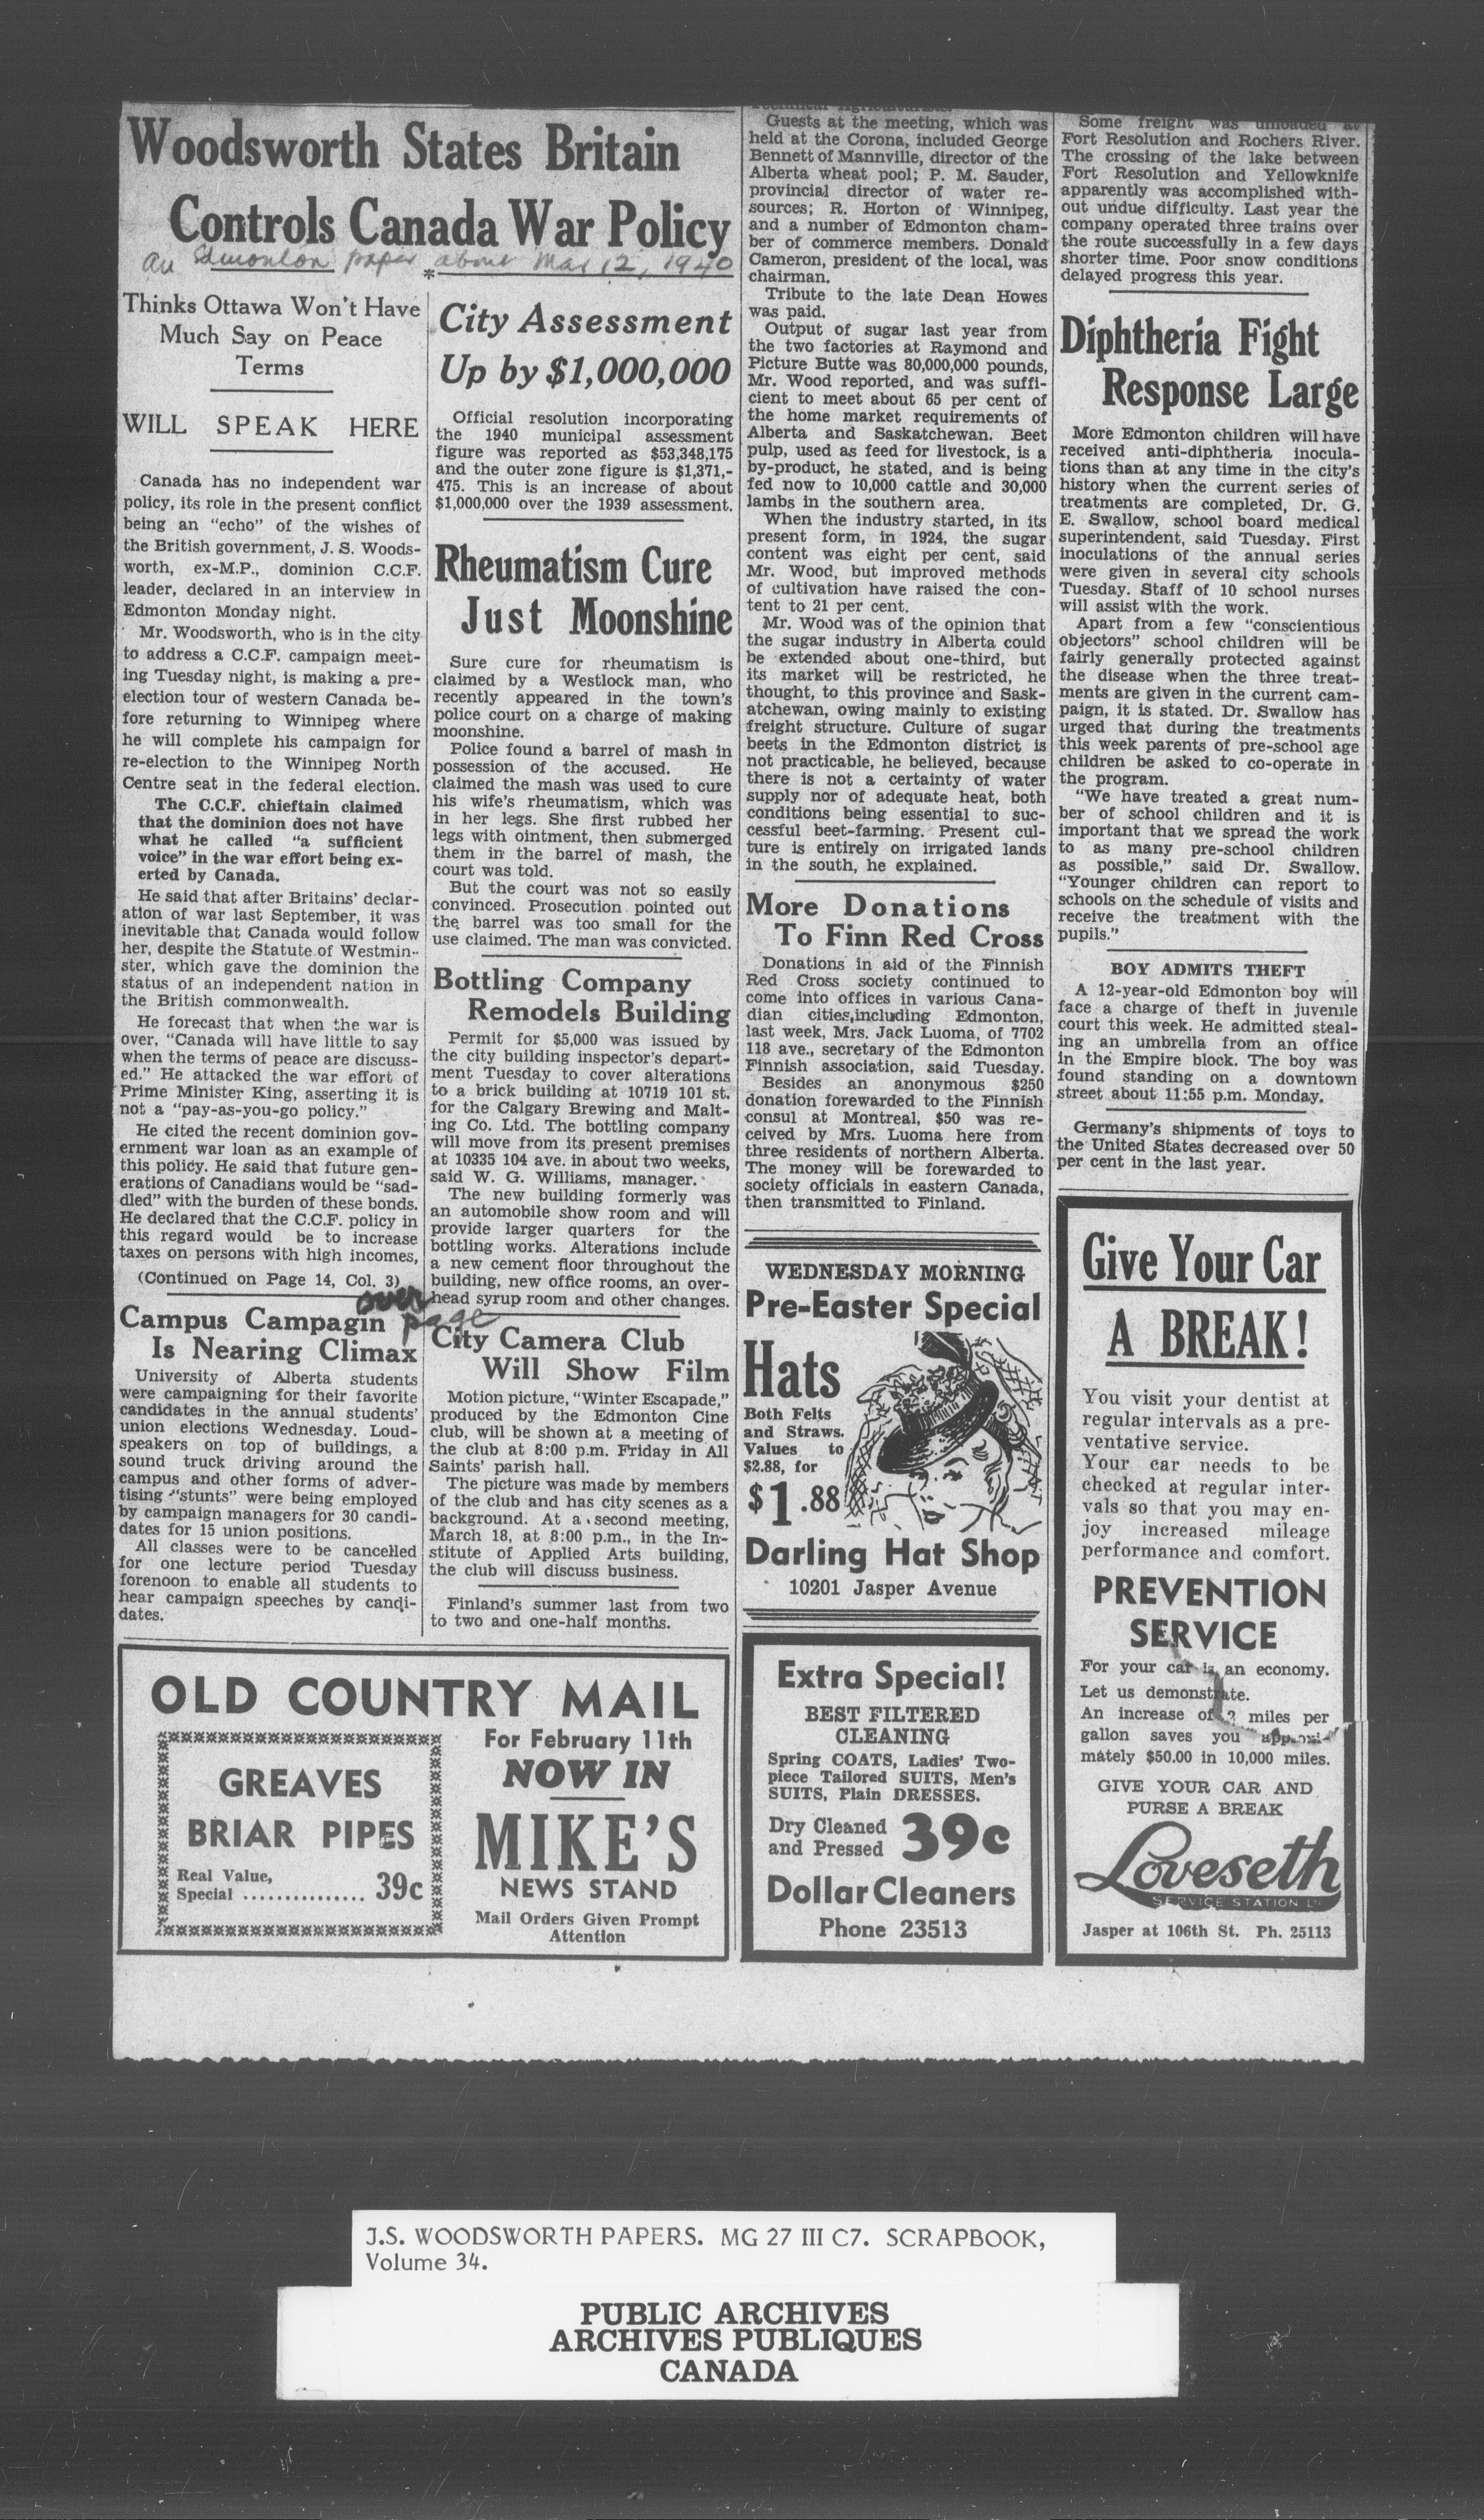 Woodsworth States Britain
Controls Canada War Policy
an Edmonton paper about Mar 12, 1940
*
Thinks Ottawa Won't Have
Much Say on Peace
Terms
WILL SPEAK HERE
Canada has no independent war
policy, its role in the present conflict
being an "echo" of the wishes of
the British government, J. S. Woods-
worth, ex-M.P., dominion C.C.F.
leader, declared in an interview in
Edmonton Monday night.
Mr. Woodsworth, who is in the city
to address a C.C.F. campaign meet-
ing Tuesday night, is making a pre-
election tour of western Canada be-
fore returning to Winnipeg where
he will complete his campaign for
re-election to the Winnipeg North
Centre seat in the federal election.
The C.C.F. chieftain claimed
that the dominion does not have
what he called "a sufficient
voice" in the war effort being ex-
erted by Canada.
He said that after Britains' declar-
ation of war last September, it was
inevitable that Canada would follow
her, despite the Statute of Westmin-
ster, which gave the dominion the
status of an independent nation in
the British commonwealth.
He forecast that when the war is
over, "Canada will have little to say
when the terms of peace are discuss-
ed." He attacked the war effort of
Prime Minister King, asserting it is
not a "pay-as-you-go policy."
He cited the recent dominion gov-
ernment war loan as an example of
this policy. He said that future gen-
erations of Canadians would be "sad-
dled" with the burden of these bonds.
He declared that the C.C.F. policy in
this regard would be to increase
taxes on persons with high incomes,
(Continued on Page 14, Col. 3)
over
page
Campus Campagin
Is Nearing Climax
University of Alberta students
were campaigning for their favorite
candidates in the annual students'
union elections Wednesday. Loud-
speakers on top of buildings, a
sound truck driving around the
campus and other forms of adver-
tising "stunts" were being employed
by campaign managers for 30 candi-
dates for 15 union positions.
All classes were to be cancelled
for one lecture period Tuesday
forenoon to enable all students to
hear campaign speeches by candi-
dates.
City Assessment
Up by $1,000,000
Official resolution incorporating
the 1940 municipal assessment
figure was reported as $53,348,175
and the outer zone figure is $1,371,-
475. This is an increase of about
$1,000,000 over the 1939 assessment.
Rheumatism Cure
Just Moonshine
Sure cure for rheumatism is
claimed by a Westlock man, who
recently appeared in the town's
police court on a charge of making
moonshine.
Police found a barrel of mash in
possession of the accused. He
claimed the mash was used to cure
his wife's rheumatism, which was
in her legs. She first rubbed her
legs with ointment, then submerged
them in the barrel of mash, the
court was told.
But the court was not so easily
convinced. Prosecution pointed out
the barrel was too small for the
use claimed. The man was convicted.
Bottling Company
Remodels Building
Permit for $5,000 was issued by
the city building inspector's depart-
ment Tuesday to cover alterations
to a brick building at 10719 101 st.
for the Calgary Brewing and Malt-
ing Co. Ltd. The bottling company
will move from its present premises
at 10335 104 ave. in about two weeks,
said W. G. Williams, manager.
The new building formerly was
an automobile show room and will
provide larger quarters for the
bottling works. Alterations include
a new cement floor throughout the
building, new office rooms, an over-
head syrup room and other changes.
City Camera Club
Will Show Film
Motion picture, "Winter Escapade,"
produced by the Edmonton Cine
club, will be shown at a meeting of
the club at 8:00 p.m. Friday in All
Saints' parish hall.
The picture was made by members
of the club and has city scenes as a
background. At a second meeting,
March 18, at 8:00 p.m., in the In-
stitute of Applied Arts building,
the club will discuss business.
Finland's summer last from two
to two and one-half months.
Guests at the meeting, which was
held at the Corona, included George
Bennett of Mannville, director of the
Alberta wheat pool; P. M. Sauder,
provincial director of water re-
sources; R. Horton of Winnipeg,
and a number of Edmonton cham-
ber of commerce members. Donald
Cameron, president of the local, was
chairman.
Tribute to the late Dean Howes
was paid.
Output of sugar last year from
the two factories at Raymond and
Picture Butte was 80,000,000 pounds,
Mr. Wood reported, and was suffi-
cient to meet about 65 per cent of
the home market requirements of
Alberta and Saskatchewan. Beet
pulp, used as feed for livestock, is a
by-product, he stated, and is being
fed now to 10,000 cattle and 30,000
lambs in the southern area.
When the industry started, in its
present form, in 1924, the sugar
content was eight per cent, said
Mr. Wood, but improved methods
of cultivation have raised the con-
tent to 21 per cent.
Mr. Wood was of the opinion that
the sugar industry in Alberta could
be extended about one-third, but
its market will be restricted, he
thought, to this province and Sask-
atchewan, owing mainly to existing
freight structure. Culture of sugar
beets in the Edmonton district is
not practicable, he believed, because
there is not a certainty of water
supply nor of adequate heat, both
conditions being essential to suc-
cessful beet-farming. Present cul-
ture is entirely on irrigated lands
in the south, he explained.
More Donations
To Finn Red Cross
Donations in aid of the Finnish
Red Cross society continued to
come into offices in various Cana-
dian cities,including Edmonton,
last week, Mrs. Jack Luoma, of 7702
118 ave., secretary of the Edmonton
Finnish association, said Tuesday.
Besides an anonymous $250
donation forewarded to the Finnish
consul at Montreal, $50 was re-
ceived by Mrs. Luoma here from
three residents of northern Alberta.
The money will be forewarded to
society officials in eastern Canada,
then transmitted to Finland.
WEDNESDAY MORNING
Pre-Easter Special
Hats
Both Felts
and Straws.
Values to
$2.88, for
$1.88
Darling Hat Shop
10201 Jasper Avenue
Some freight was unloaded at
Fort Resolution and Rochers River.
The crossing of the lake between
Fort Resolution and Yellowknife
apparently was accomplished with-
out undue difficulty. Last year the
company operated three trains over
the route successfully in a few days
shorter time. Poor snow conditions
delayed progress this year.
Diphtheria Fight
Response Large
More Edmonton children will have
received anti-diphtheria inocula-
tions than at any time in the city's
history when the current series of
treatments are completed, Dr. G.
E. Swallow, school board medical
superintendent, said Tuesday. First
inoculations of the annual series
were given in several city schools
Tuesday. Staff of 10 school nurses
will assist with the work.
Apart from a few "conscientious
objectors" school children will be
fairly generally protected against
the disease when the three treat-
ments are given in the current cam-
paign, it is stated. Dr. Swallow has
urged that during the treatments
this week parents of pre-school age
children be asked to co-operate in
the program.
"We have treated a great num-
ber of school children and it is
important that we spread the work
to as many pre-school children
as possible," said Dr. Swallow.
"Younger children can report to
schools on the schedule of visits and
receive the treatment with the
pupils."
BOY ADMITS THEFT
A 12-year-old Edmonton boy will
face a charge of theft in juvenile
court this week. He admitted steal-
ing an umbrella from an office
in the Empire block. The boy was
found standing on a downtown
street about 11:55 p.m. Monday.
Germany's shipments of toys to
the United States decreased over 50
per cent in the last year.
OLD COUNTRY MAIL
GREAVES
BRIAR PIPES
Real Value,
Special ............... 39c
For February 11th
NOW IN
MIKE'S
NEWS STAND
Mail Orders Given Prompt
Attention
Extra Special!
BEST FILTERED
CLEANING
Spring COATS, Ladies' Two-
piece Tailored SUITS, Men's
SUITS, Plain DRESSES.
Dry Cleaned
and Pressed 39c
Dollar Cleaners
Phone 23513
Give Your Car
A BREAK!
You visit your dentist at
regular intervals as a pre-
ventative service.
Your car needs to be
checked at regular inter-
vals so that you may en-
joy increased mileage
performance and comfort.
PREVENTION
SERVICE
For your car is an economy.
Let us demonstrate.
An increase of 2 miles per
gallon saves you approxi-
mately $50.00 in 10,000 miles.
GIVE YOUR CAR AND
PURSE A BREAK
Loveseth
SERVICE STATION LTD
Jasper at 106th St. Ph. 25113
J.S. WOODSWORTH PAPERS. MG 27 III C7. SCRAPBOOK,
Volume 34.
PUBLIC ARCHIVES
ARCHIVES PUBLIQUES
CANADA